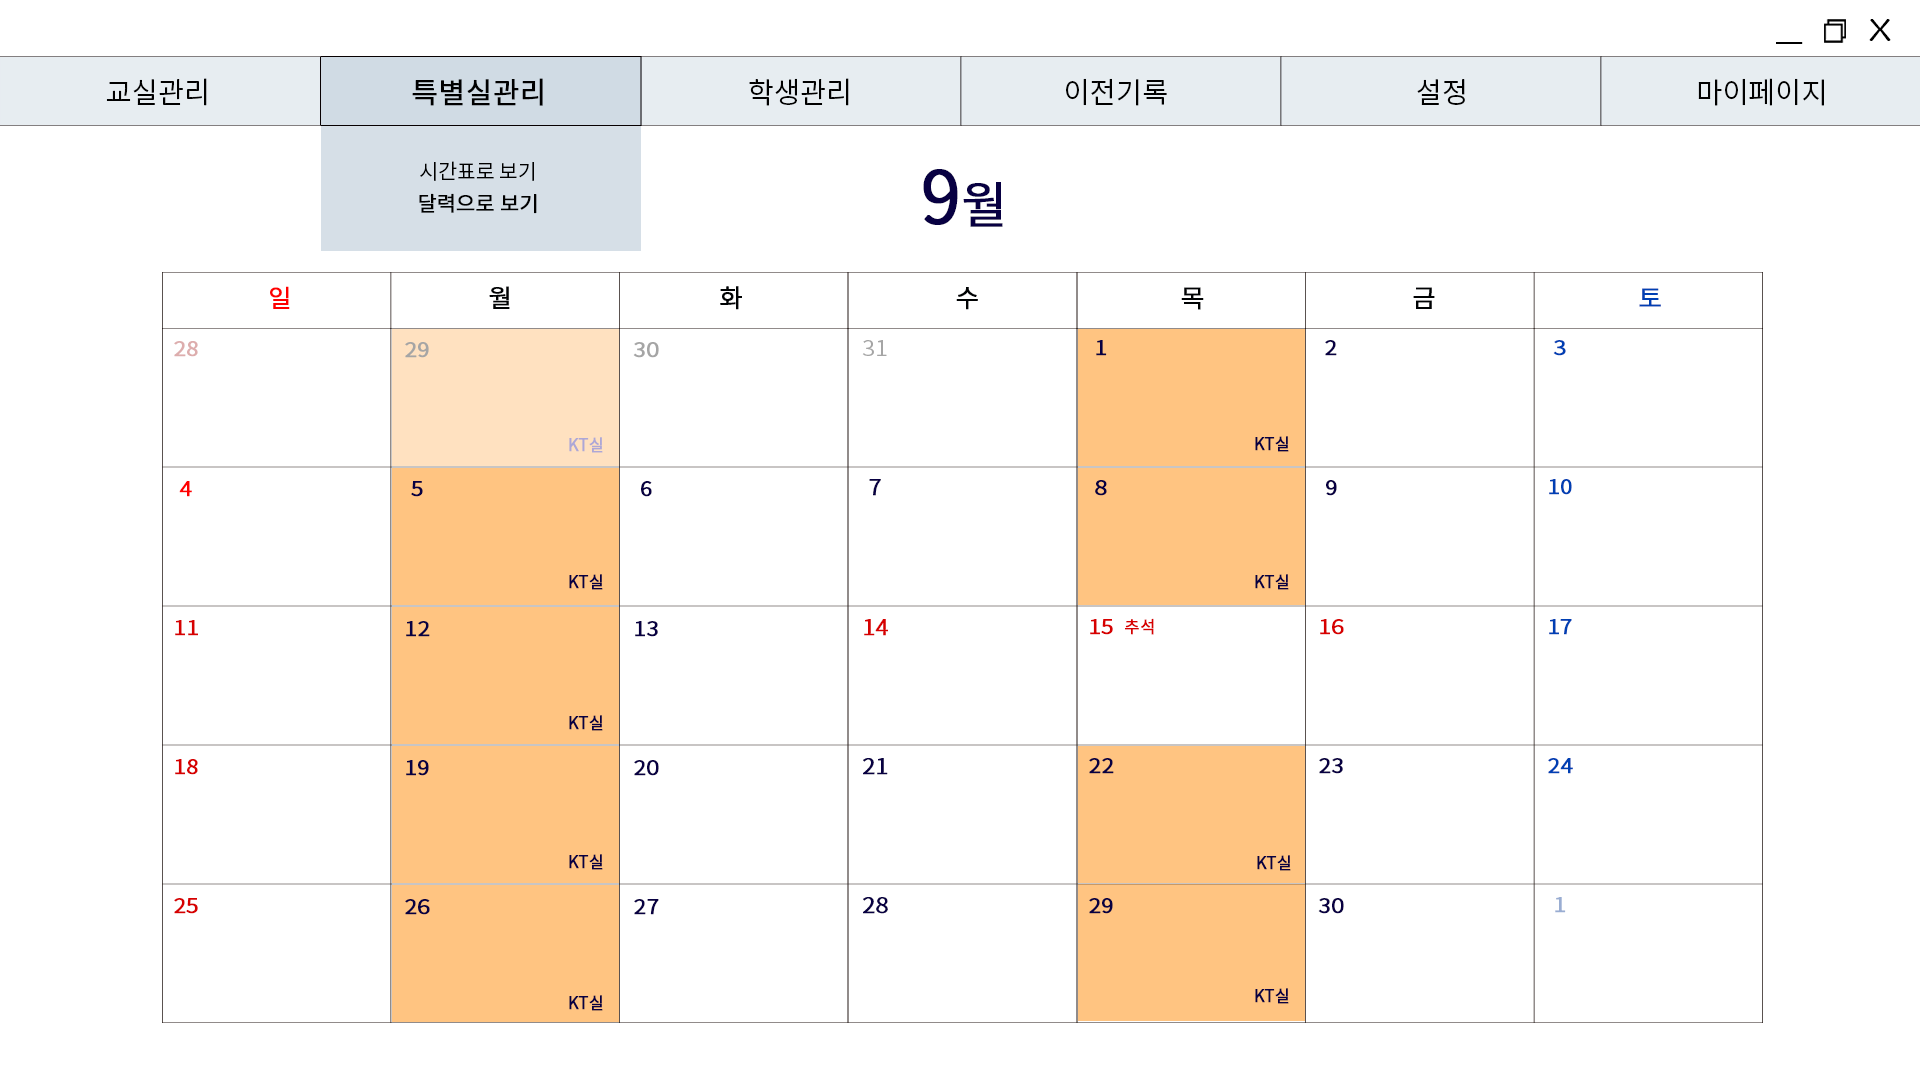 교실관리 특별실관리 학생관리 이전기록 설정 마이페이지
시간표로 보기
달력으로 보기
9월
일 월 화 수 목 금 토
28 29 30 31 1 2 3
KT실 KT실
4 5 6 7 8 9 10
KT실 KT실
11 12 13 14 15 추석 16 17
KT실
18 19 20 21 22 23 24
KT실 KT실
25 26 27 28 29 30 1
KT실 KT실